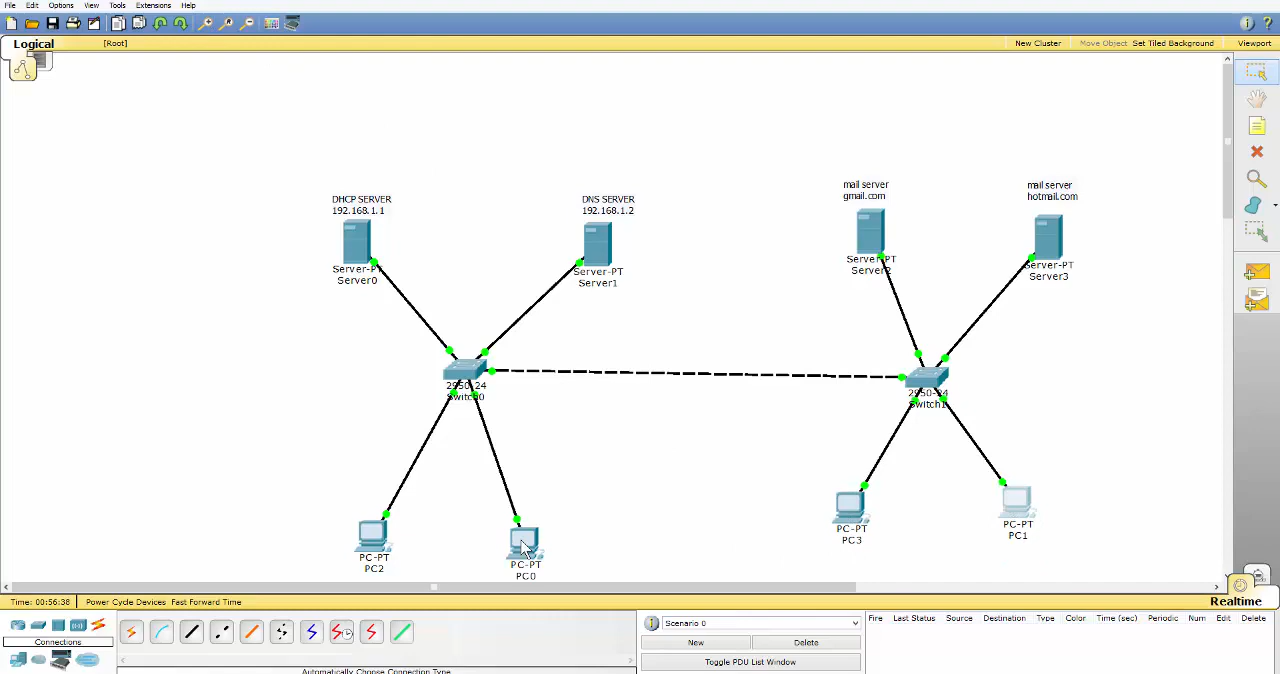 File Edit Options View Tools Extensions Help
Logical [Root] New Cluster Move Object Set Tiled Background Viewport
mail server
gmail.com
mail server
hotmail.com
DHCP SERVER
192.168.1.1
DNS SERVER
192.168.1.2
Server-PT
Server0
Server-PT
Server1
Server-PT
Server2
Server-PT
Server3
2950-24
Switch0
2950-24
Switch1
PC-PT
PC2
PC-PT
PC0
PC-PT
PC3
PC-PT
PC1
Time: 00:56:38 Power Cycle Devices Fast Forward Time Realtime
Connections
Automatically Choose Connection Type
Scenario 0
New Delete
Toggle PDU List Window
Fire Last Status Source Destination Type Color Time (sec) Periodic Num Edit Delete